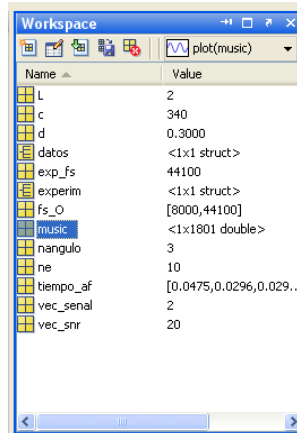 Workspace
plot(music)
Name Value
L 2
c 340
d 0.3000
datos <1x1 struct>
exp_fs 44100
experim <1x1 struct>
fs_O [8000,44100]
music <1x1801 double>
nangulo 3
ne 10
tiempo_af [0.0475,0.0296,0.029...
vec_senal 2
vec_snr 20